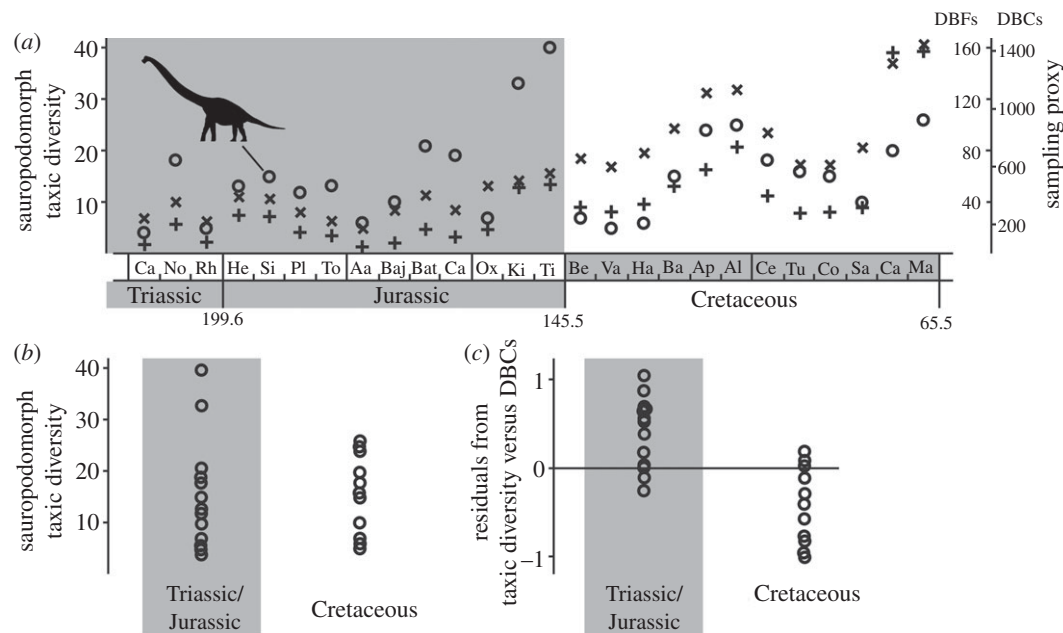 (a)
DBFs DBCs
sauropodomorph
taxic diversity
40
30
20
10
160
120
80
40
1400
1000
600
200
sampling proxy
Ca No Rh He Si Pl To Aa Baj Bat Ca Ox Ki Ti Be Va Ha Ba Ap Al Ce Tu Co Sa Ca Ma
Triassic Jurassic Cretaceous
199.6 145.5 65.5
(b)
sauropodomorph
taxic diversity
40
30
20
10
Triassic/
Jurassic
Cretaceous
(c)
residuals from
taxic diversity versus DBCs
1
0
−1
Triassic/
Jurassic
Cretaceous